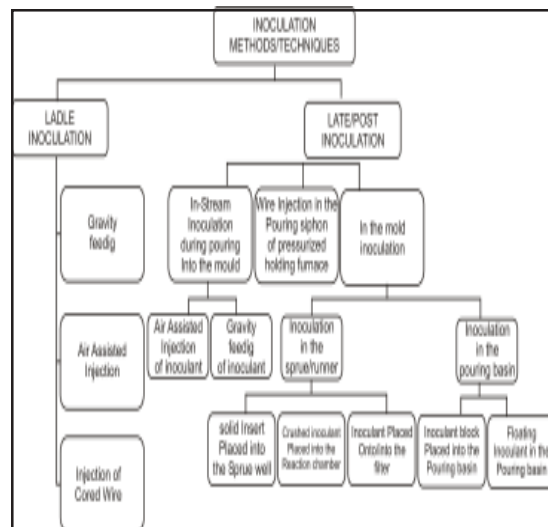 INOCULATION
METHODS/TECHNIQUES
LADLE
INOCULATION
LATE/POST
INOCULATION
Gravity
feedig
Air Assisted
Injection
Injection of
Cored Wire
In-Stream
Inoculation
during pouring
Into the mould
Wire Injection in the
Pouring siphon
of pressurized
holding furnace
In the mold
inoculation
Air Assisted
Injection
of inoculant
Gravity
feedig
of inoculant
Inoculation
in the
sprue/runner
Inoculation
in the
pouring basin
solid Insert
Placed into
the Sprue well
Crushed inoculant
Placed into the
Reaction chamber
Inoculant Placed
Onto/into the
filter
Inoculant block
Placed into the
Pouring basin
Floating
Inoculant in the
Pouring basin